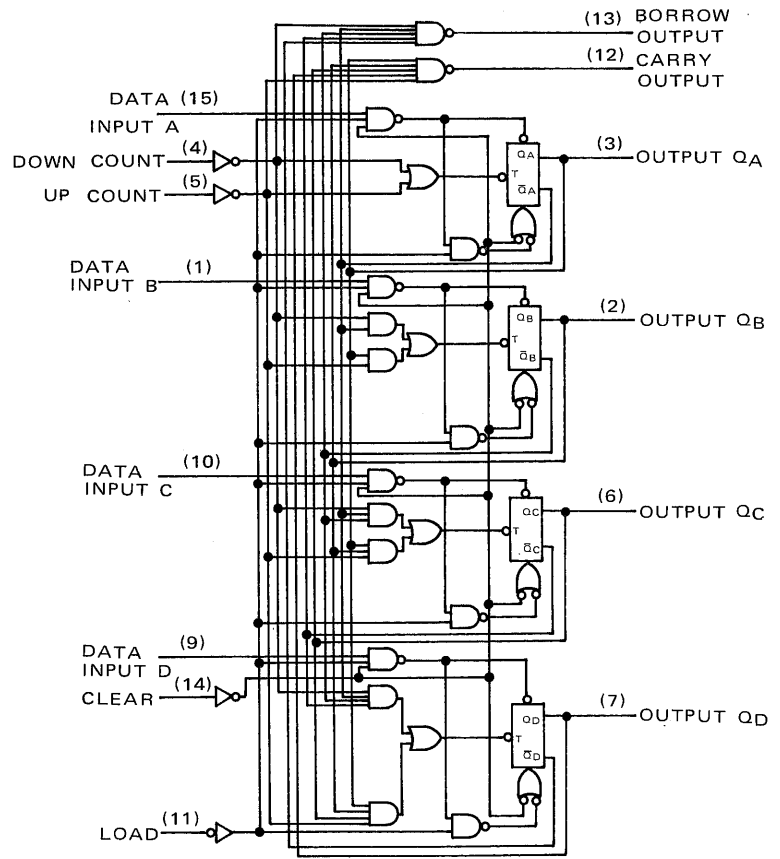 (13) BORROW
OUTPUT
(12) CARRY
OUTPUT
DATA (15)
INPUT A
DOWN COUNT (4)
UP COUNT (5)
QA
T
Q̅A
(3) OUTPUT QA
DATA (1)
INPUT B
QB
T
Q̅B
(2) OUTPUT QB
DATA (10)
INPUT C
QC
T
Q̅C
(6) OUTPUT QC
DATA (9)
INPUT D
CLEAR (14)
QD
T
Q̅D
(7) OUTPUT QD
LOAD (11)